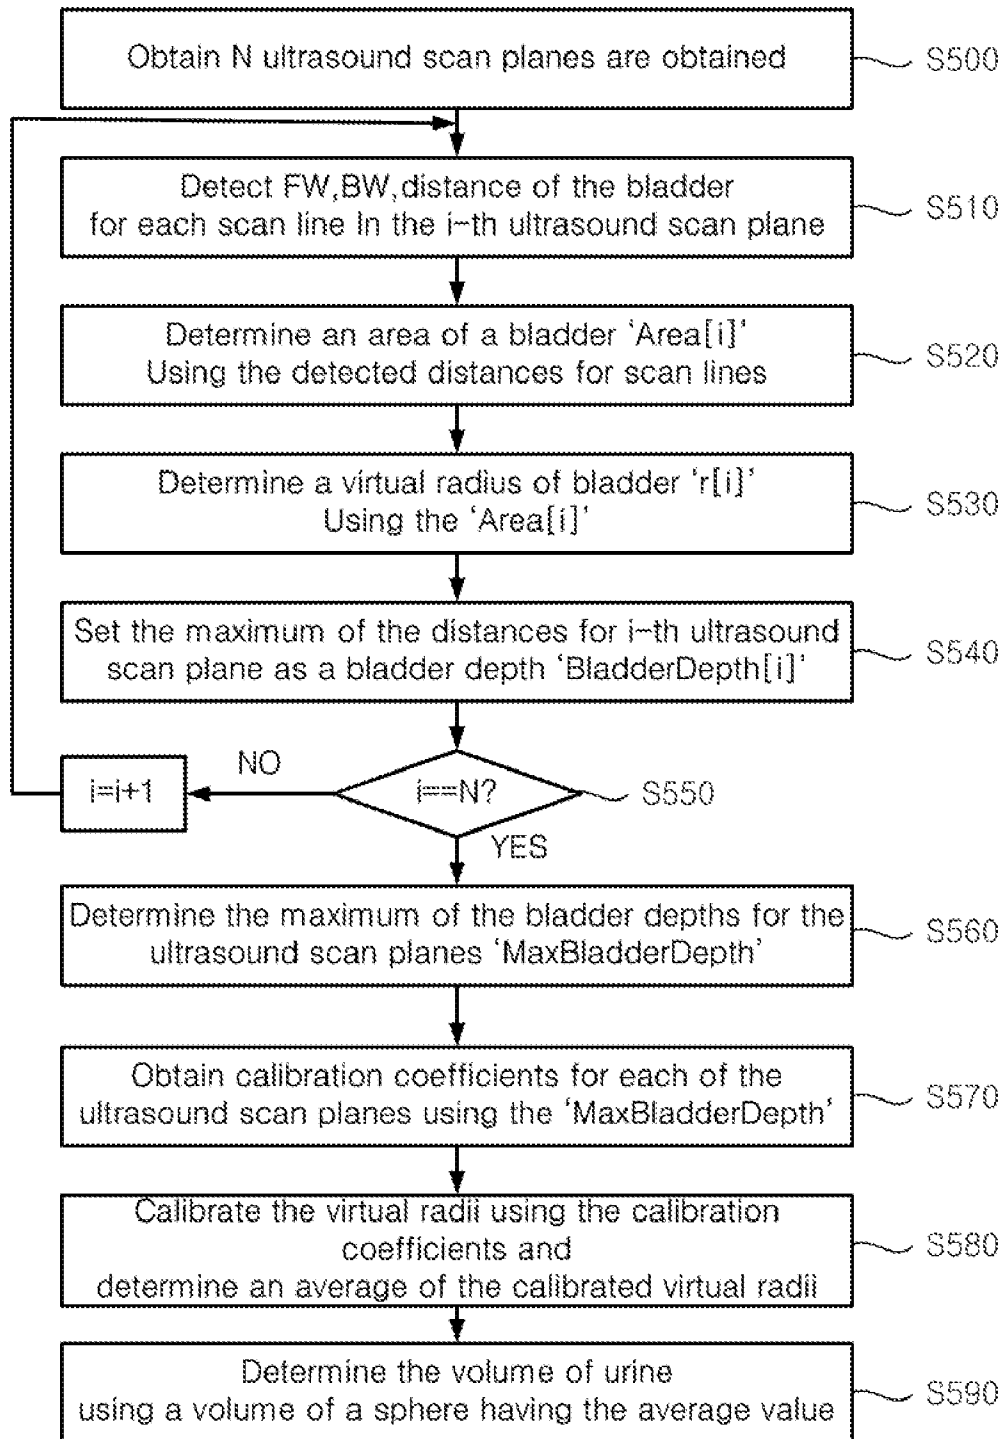 Obtain N ultrasound scan planes are obtained
S500
Detect FW,BW,distance of the bladder
for each scan line In the i-th ultrasound scan plane
S510
Determine an area of a bladder ‘Area[i]’
Using the detected distances for scan lines
S520
Determine a virtual radius of bladder ‘r[i]’
Using the ‘Area[i]’
S530
Set the maximum of the distances for i-th ultrasound
scan plane as a bladder depth ‘BladderDepth[i]’
S540
i=i+1
NO
i==N?
S550
YES
Determine the maximum of the bladder depths for the
ultrasound scan planes ‘MaxBladderDepth’
S560
Obtain calibration coefficients for each of the
ultrasound scan planes using the ‘MaxBladderDepth’
S570
Calibrate the virtual radii using the calibration
coefficients and
determine an average of the calibrated virtual radii
S580
Determine the volume of urine
using a volume of a sphere having the average value
S590